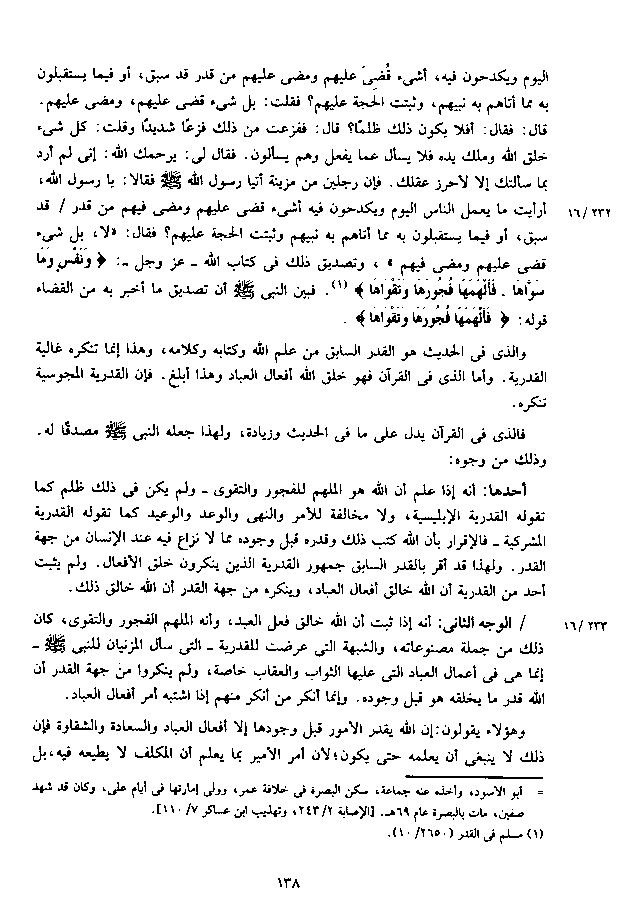 اليوم ويكدحون فيه، أشىء قُضِىَ عليهم ومضى عليهم من قدر قد سبق، أو فيما يستقبلون
به مما أتاهم به نبيهم، وثبتت الحجة عليهم؟ فقلت: بل شىء قضى عليهم، ومضى عليهم.
قال: فقال: أفلا يكون ذلك ظلمًا؟ قال: ففزعت من ذلك فزعًا شديدًا وقلت: كل شىء
خلق الله وملك يده فلا يسأل عما يفعل وهم يسألون. فقال لى: يرحمك الله: إنى لم أرد
بما سألتك إلا لأحرز عقلك. فإن رجلين من مزينة أتيا رسول الله ﷺ فقالا: يا رسول الله،
١٦/٢٣٢ أرأيت ما يعمل الناس اليوم ويكدحون فيه أشىء قضى عليهم ومضى فيهم من قدر / قد
سبق، أو فيما يستقبلون به مما أتاهم به نبيهم وثبتت الحجة عليهم؟ فقال: «لا، بل شىء
قضى عليهم ومضى فيهم» ، وتصديق ذلك فى كتاب الله ـ عز وجل ـ: ﴿ وَنَفْسٍ وَمَا
سَوَّاهَا . فَأَلْهَمَهَا فُجُورَهَا وَتَقْوَاهَا ﴾ (١). فبين النبى ﷺ أن تصديق ما أخبر به من القضاء
قوله: ﴿ فَأَلْهَمَهَا فُجُورَهَا وَتَقْوَاهَا ﴾ .
والذى فى الحديث هو القدر السابق من علم الله وكتابه وكلامه، وهذا إنما تنكره غالية
القدرية. وأما الذى فى القرآن فهو خلق الله أفعال العباد وهذا أبلغ. فإن القدرية المجوسية
تنكره.
فالذى فى القرآن يدل على ما فى الحديث وزيادة، ولهذا جعله النبى ﷺ مصدقًا له.
وذلك من وجوه:
أحدها: أنه إذا علم أن الله هو الملهم للفجور والتقوى ـ ولم يكن فى ذلك ظلم كما
تقوله القدرية الإبليسية، ولا مخالفة للأمر والنهى والوعد والوعيد كما تقوله القدرية
المشركية ـ فالإقرار بأن الله كتب ذلك وقدره قبل وجوده مما لا نزاع فيه عند الإنسان من جهة
القدر. ولهذا قد أقر بالقدر السابق جمهور القدرية الذين ينكرون خلق الأفعال. ولم يثبت
أحد من القدرية أن الله خالق أفعال العباد، وينكره من جهة القدر أن الله خالق ذلك.
١٦/٢٣٣ / الوجه الثانى: أنه إذا ثبت أن الله خالق فعل العبد، وأنه الملهم الفجور والتقوى، كان
ذلك من جملة مصنوعاته، والشبهة التى عرضت للقدرية ـ التى سأل المزنيان للنبى ﷺ ـ
إنما هى فى أعمال العباد التى عليها الثواب والعقاب خاصة، ولم ينكروا من جهة القدر أن
الله قدر ما يخلقه هو قبل وجوده. وإنما أنكر من أنكر منهم إذا اشتبه أمر أفعال العباد.
وهؤلاء يقولون: إن الله يقدر الأمور قبل وجودها إلا أفعال العباد والسعادة والشقاوة فإن
ذلك لا ينبغى أن يعلمه حتى يكون؛ لأن أمر الأمير بما يعلم أن المكلف لا يطيعه فيه، بل
= أبو الأسود، وأخذه عنه جماعة، سكن البصرة فى خلافة عمر، وولى إمارتها فى أيام على، وكان قد شهد
صفين، مات بالبصرة عام ٦٩هـ. [الإصابة ٢/ ٢٤٣، وتهذيب ابن عساكر ٧/ ١١٠].
(١) مسلم فى القدر (٢٦٥٠/ ١٠).
١٣٨